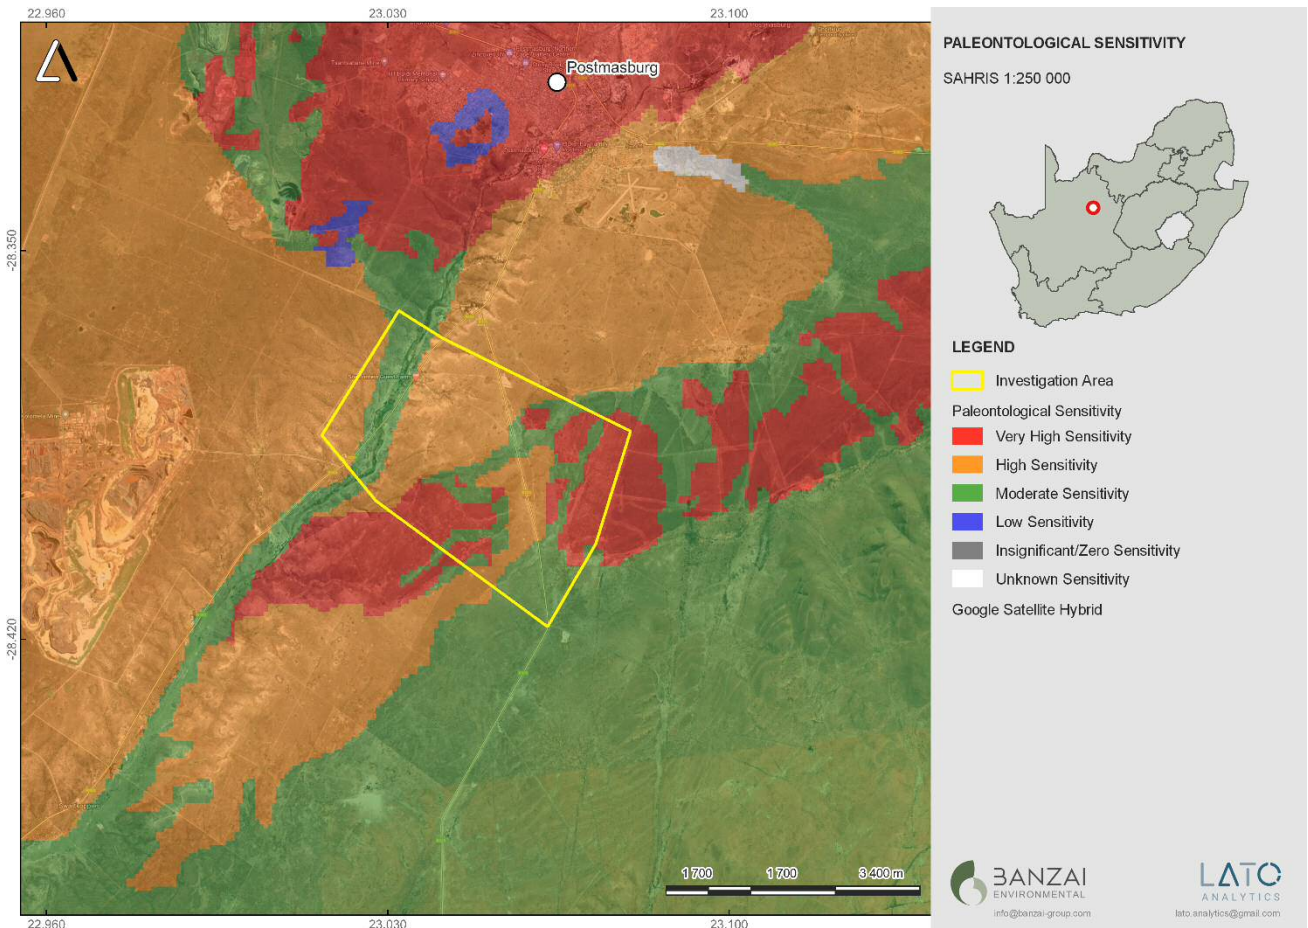 22.960
23.030
23.100
Postmasburg
-28.350
-28.420
1 700
1 700
3 400 m
22.960
23.030
23.100
PALEONTOLOGICAL SENSITIVITY
SAHRIS 1:250 000
LEGEND
Investigation Area
Paleontological Sensitivity
Very High Sensitivity
High Sensitivity
Moderate Sensitivity
Low Sensitivity
Insignificant/Zero Sensitivity
Unknown Sensitivity
Google Satellite Hybrid
BANZAI
ENVIRONMENTAL
info@banzai-group.com
LATO
ANALYTICS
lato.analytics@gmail.com